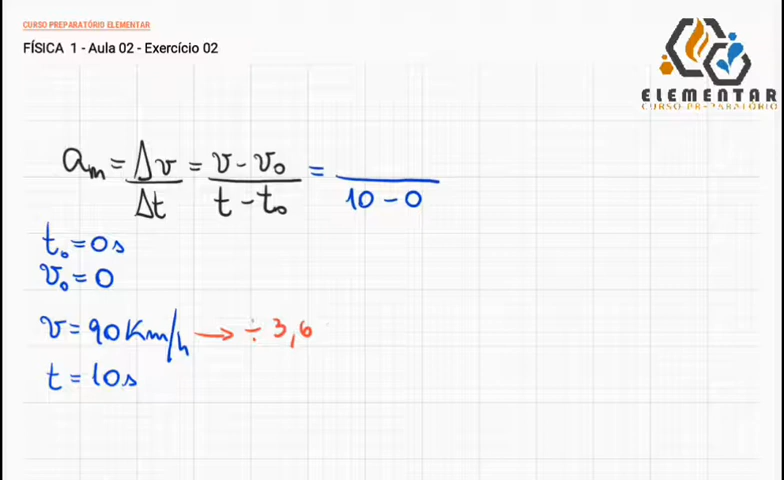 CURSO PREPARATÓRIO ELEMENTAR
FÍSICA 1 - Aula 02 - Exercício 02
ELEMENTAR
CURSO PREPARATÓRIO
am = Δv/Δt = v - v₀/t - t₀ = /10 - 0
t₀ = 0s
v₀ = 0
v = 90 Km/h → ÷ 3,6
t = 10s